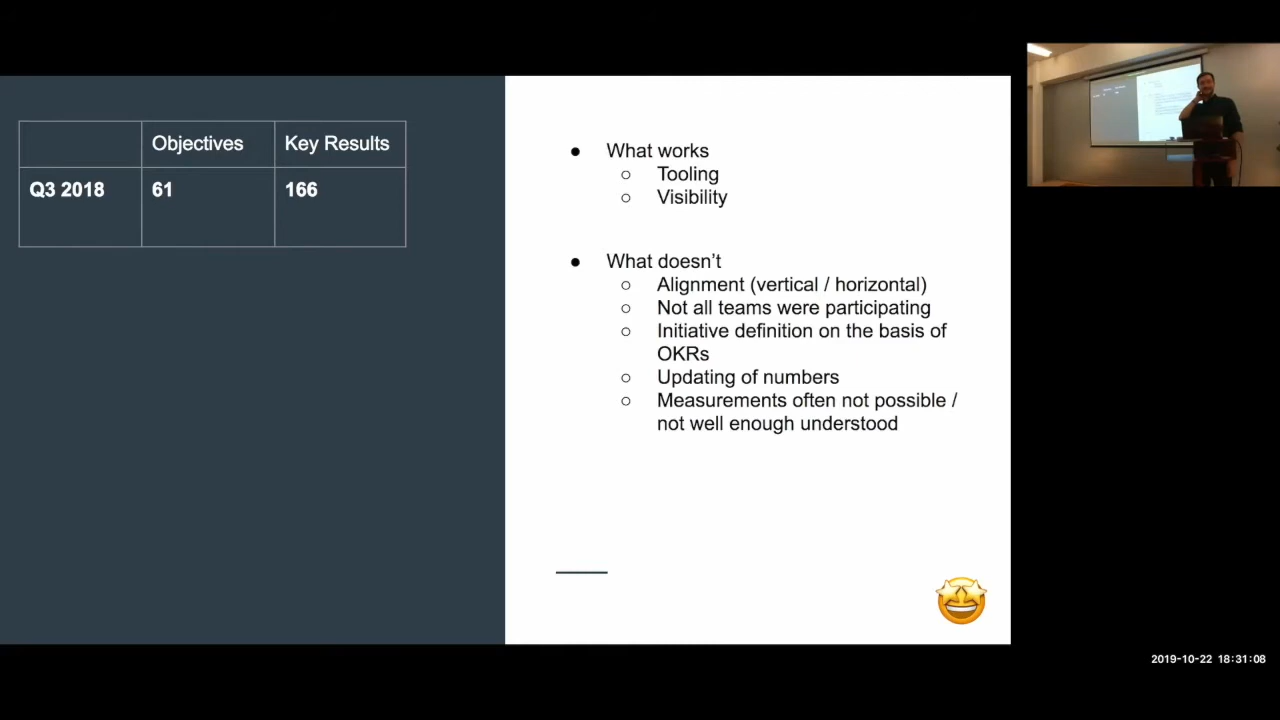 Objectives Key Results
Q3 2018 61 166
● What works
○ Tooling
○ Visibility
● What doesn’t
○ Alignment (vertical / horizontal)
○ Not all teams were participating
○ Initiative definition on the basis of
OKRs
○ Updating of numbers
○ Measurements often not possible /
not well enough understood
2019-10-22 18:31:08